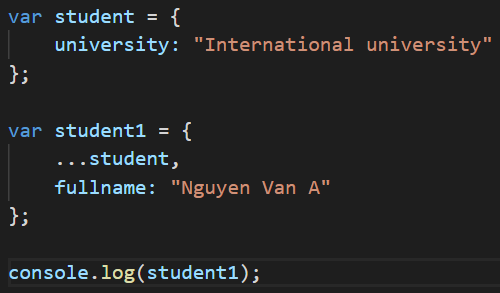 var student = {
    university: "International university"
};

var student1 = {
    ...student,
    fullname: "Nguyen Van A"
};

console.log(student1);